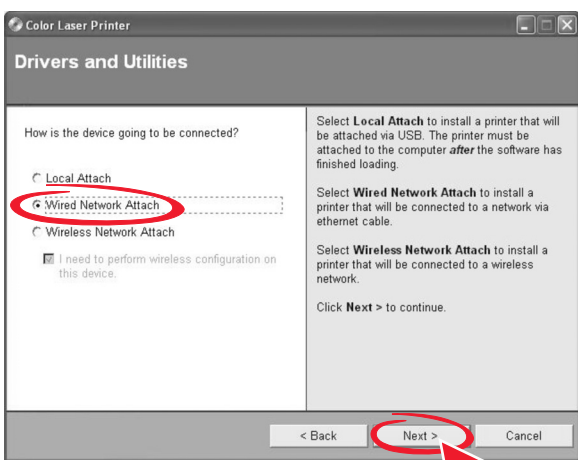 Color Laser Printer
Drivers and Utilities
How is the device going to be connected?
Local Attach
Wired Network Attach
Wireless Network Attach
I need to perform wireless configuration on
this device.
Select Local Attach to install a printer that will
be attached via USB. The printer must be
attached to the computer after the software has
finished loading.
Select Wired Network Attach to install a
printer that will be connected to a network via
ethernet cable.
Select Wireless Network Attach to install a
printer that will be connected to a wireless
network.
Click Next > to continue.
< Back
Next >
Cancel